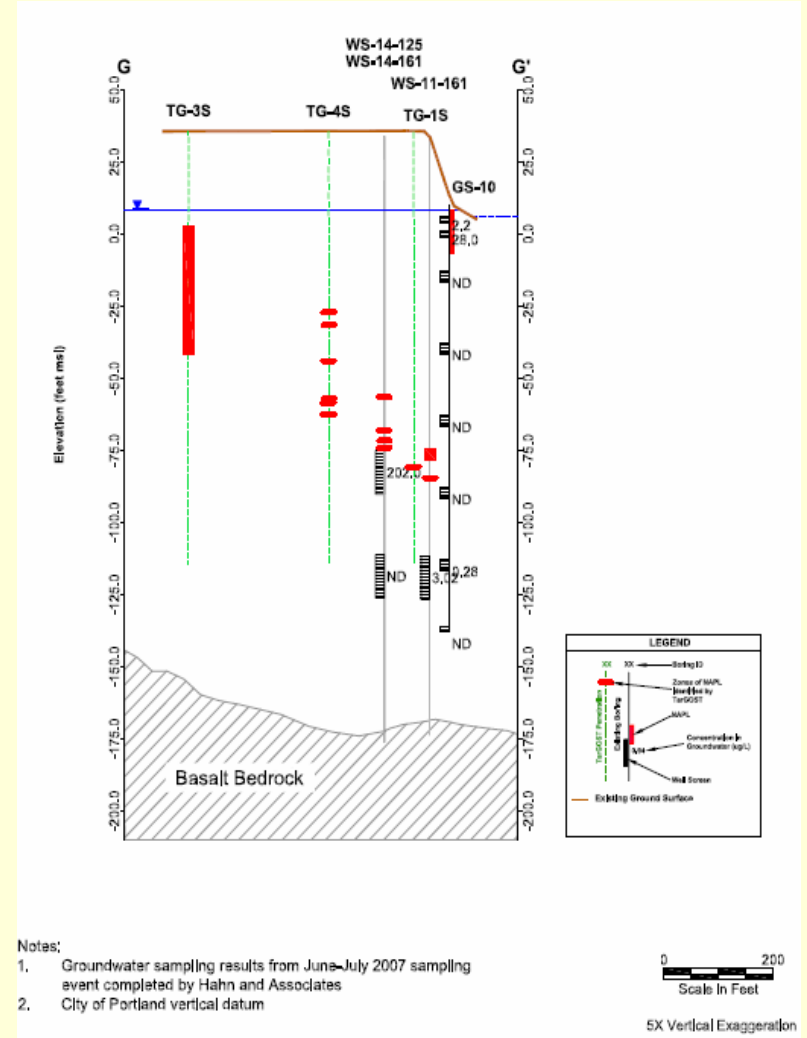 WS-14-125
WS-14-161
G
G'
WS-11-161
TG-3S
TG-4S
TG-1S
GS-10
50.0
25.0
0.0
-25.0
-50.0
-75.0
-100.0
-125.0
-150.0
-175.0
-200.0
Elevation (feet msl)
50.0
25.0
0.0
-25.0
-50.0
-75.0
-100.0
-125.0
-150.0
-175.0
-200.0
2.2
28.0
ND
ND
ND
202.0
ND
ND
3.02
0.28
ND
Basalt Bedrock
LEGEND
XX XX Boring ID
Zones of NAPL
Identified by
TarGOST
NAPL
TarGOST Penetration
Existing Boring
Concentration in
Groundwater (ug/L)
Well Screen
Existing Ground Surface
Notes:
1. Groundwater sampling results from June-July 2007 sampling
event completed by Hahn and Associates
2. City of Portland vertical datum
0 200
Scale In Feet
5X Vertical Exaggeration